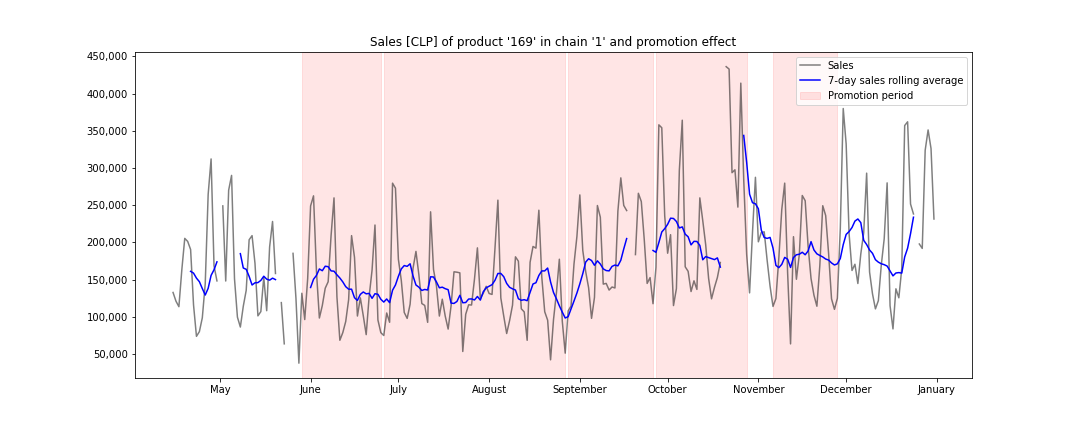 Sales [CLP] of product '169' in chain '1' and promotion effect
450,000
400,000
350,000
300,000
250,000
200,000
150,000
100,000
50,000
Sales
7-day sales rolling average
Promotion period
May June July August September October November December January